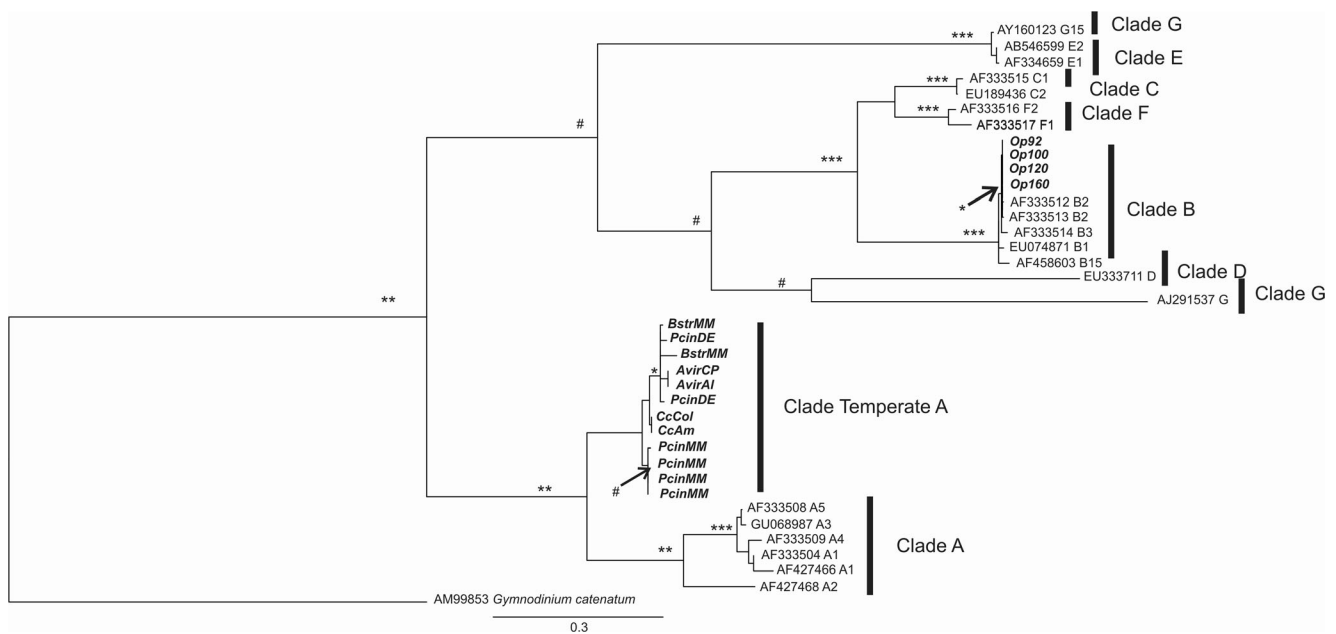 *** AY160123 G15 Clade G
AB546599 E2 Clade E
AF334659 E1
*** AF333515 C1 Clade C
EU189436 C2
*** AF333516 F2 Clade F
AF333517 F1
#
***
Op92
Op100
Op120
Op160
*
AF333512 B2 Clade B
AF333513 B2
#
*** AF333514 B3
EU074871 B1
AF458603 B15
EU333711 D Clade D
#
AJ291537 G Clade G
**
BstrMM
PcinDE
BstrMM
* AvirCP
AvirAI
PcinDE
Clade Temperate A
CcCol
CcAm
PcinMM
PcinMM
PcinMM
# PcinMM
**
AF333508 A5
*** GU068987 A3
AF333509 A4
Clade A
** AF333504 A1
AF427466 A1
AF427468 A2
AM99853 Gymnodinium catenatum
0.3